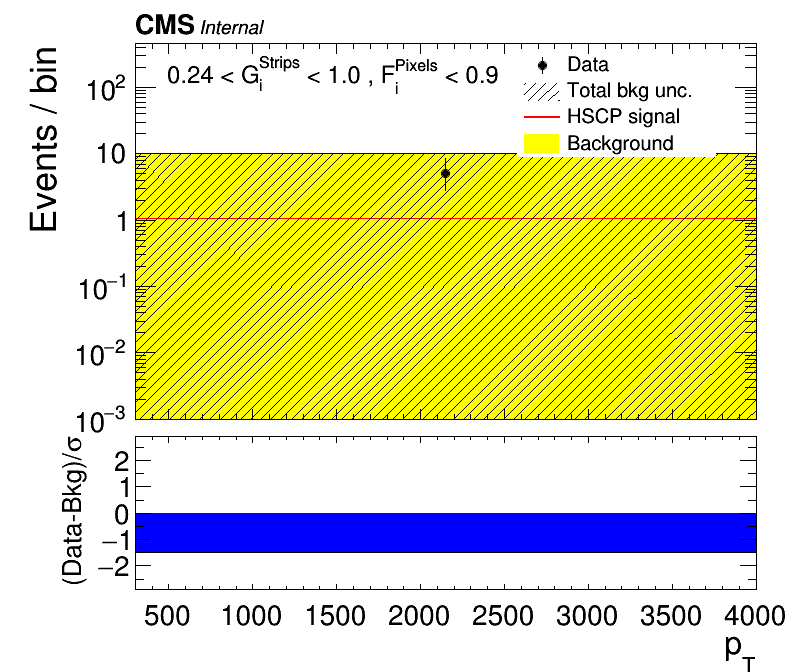 CMS Internal
Events / bin
0.24 < G_i^Strips < 1.0 , F_i^Pixels < 0.9
Data
Total bkg unc.
HSCP signal
Background
10²
10
1
10⁻¹
10⁻²
10⁻³
(Data-Bkg)/σ
2
1
0
−1
−2
500 1000 1500 2000 2500 3000 3500 4000
p_T